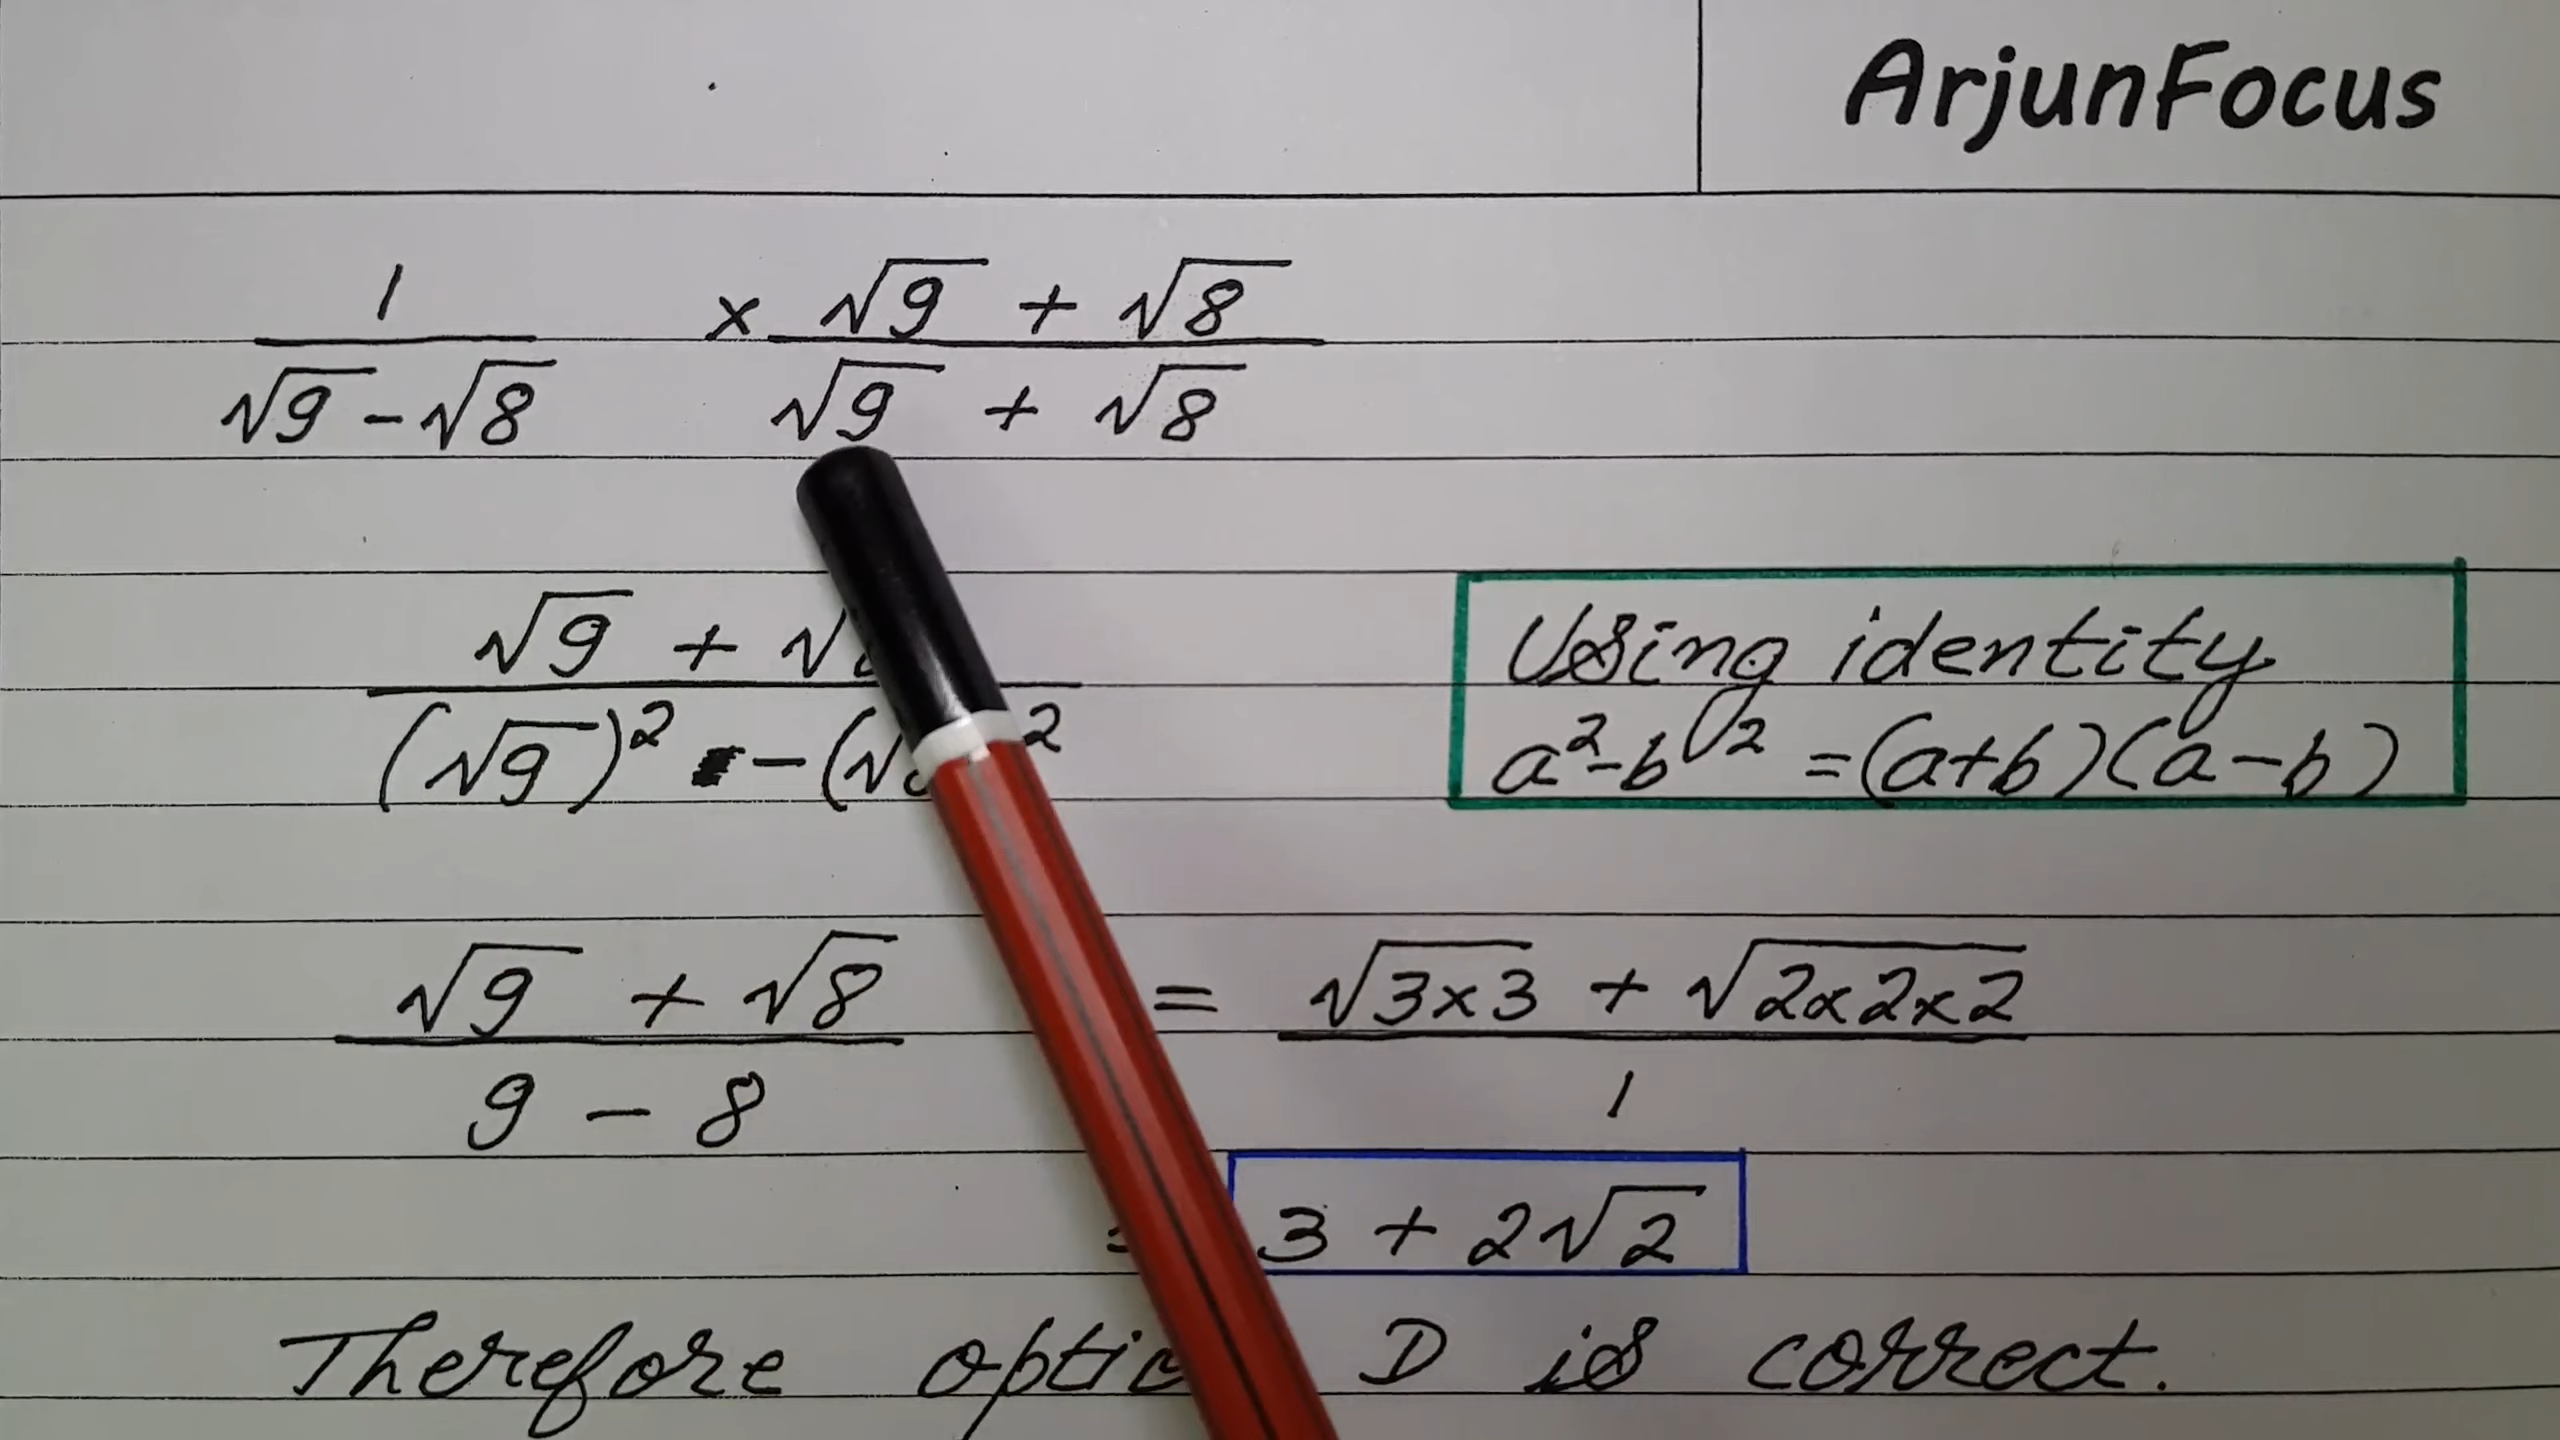 ArjunFocus
1 × √9 + √8
√9 - √8 √9 + √8
√9 + √
(√9)² - (√ ²
Using identity
a² - b² = (a+b)(a-b)
√9 + √8 = √3×3 + √2×2×2
9 - 8 1
3 + 2√2
Therefore D is correct.